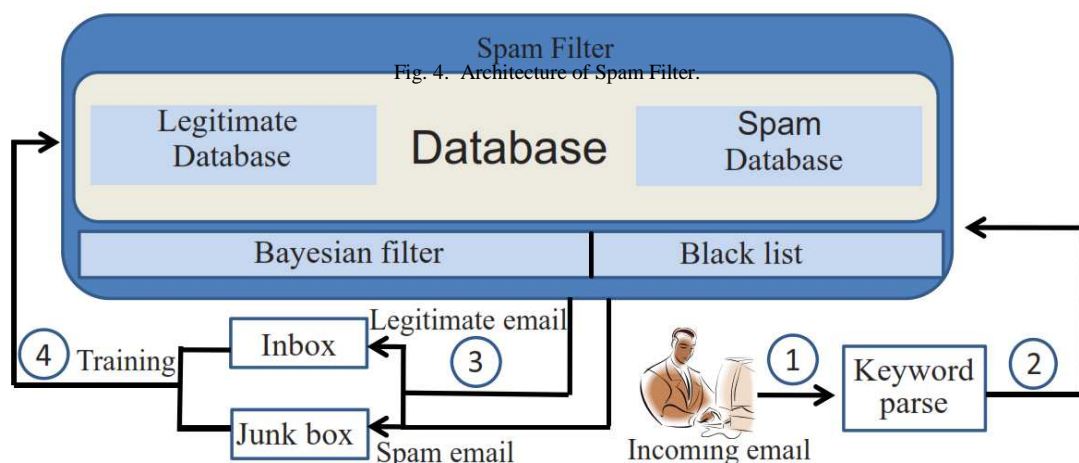 Spam Filter
Fig. 4. Architecture of Spam Filter.
Legitimate
Database
Database
Spam
Database
Bayesian filter
Black list
Legitimate email
4
Training
Inbox
3
1
Keyword
parse
2
Junk box
Spam email
Incoming email